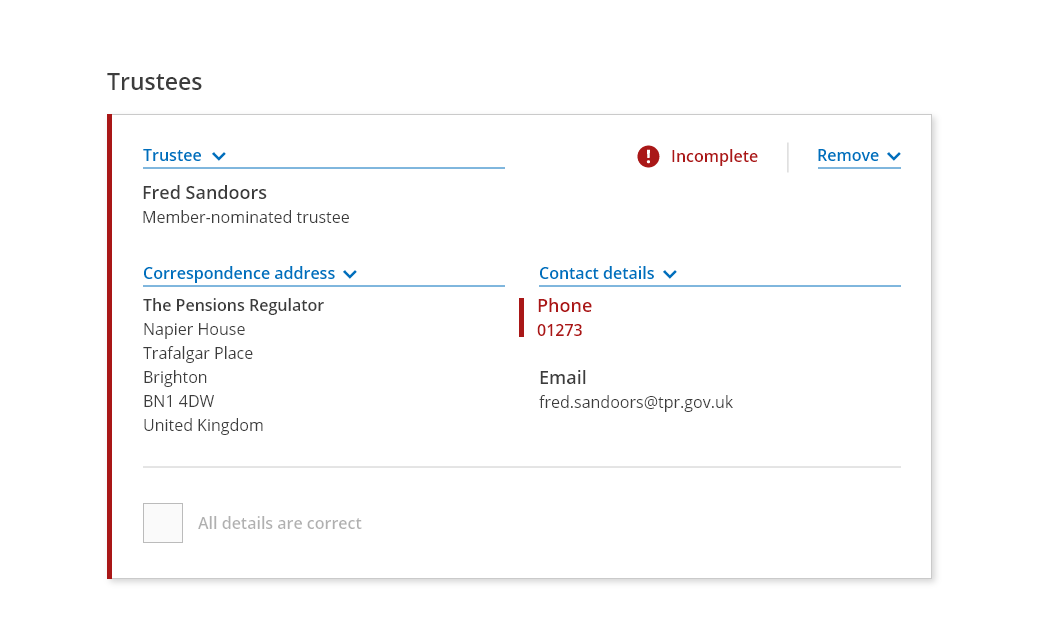 Trustees
Trustee
Incomplete
Remove
Fred Sandoors
Member-nominated trustee
Correspondence address
The Pensions Regulator
Napier House
Trafalgar Place
Brighton
BN1 4DW
United Kingdom
Contact details
Phone
01273
Email
fred.sandoors@tpr.gov.uk
All details are correct